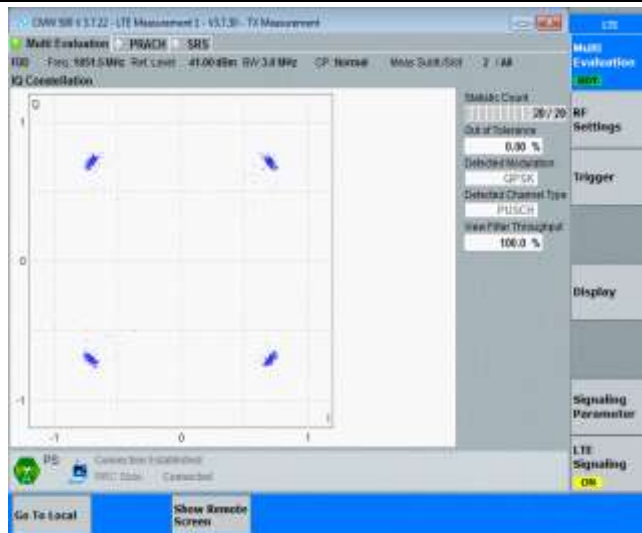 CMW 500 V 3.7.22 - LTE Measurement 1 - V3.7.30 - TX Measurement
Multi Evaluation PRACH SRS
Freq. 1851.5 MHz Ref. Level 41.00 dBm BW: 3.0 MHz CP: Normal Meas Subfr./Slot 2 / All
IQ Constellation
Q
1
0
-1
-1 0 1
I
Statistic Count
20 / 20
Out of Tolerance
0.00 %
Detected Modulation
QPSK
Detected Channel Type
PUSCH
View Filter Throughput
100.0 %
PS:
Connection Established
RRC State Connected
LTE
Multi
Evaluation
RDY
RF
Settings
Trigger
Display
Signaling
Parameter
LTE
Signaling
ON
Go To Local
Show Remote
Screen